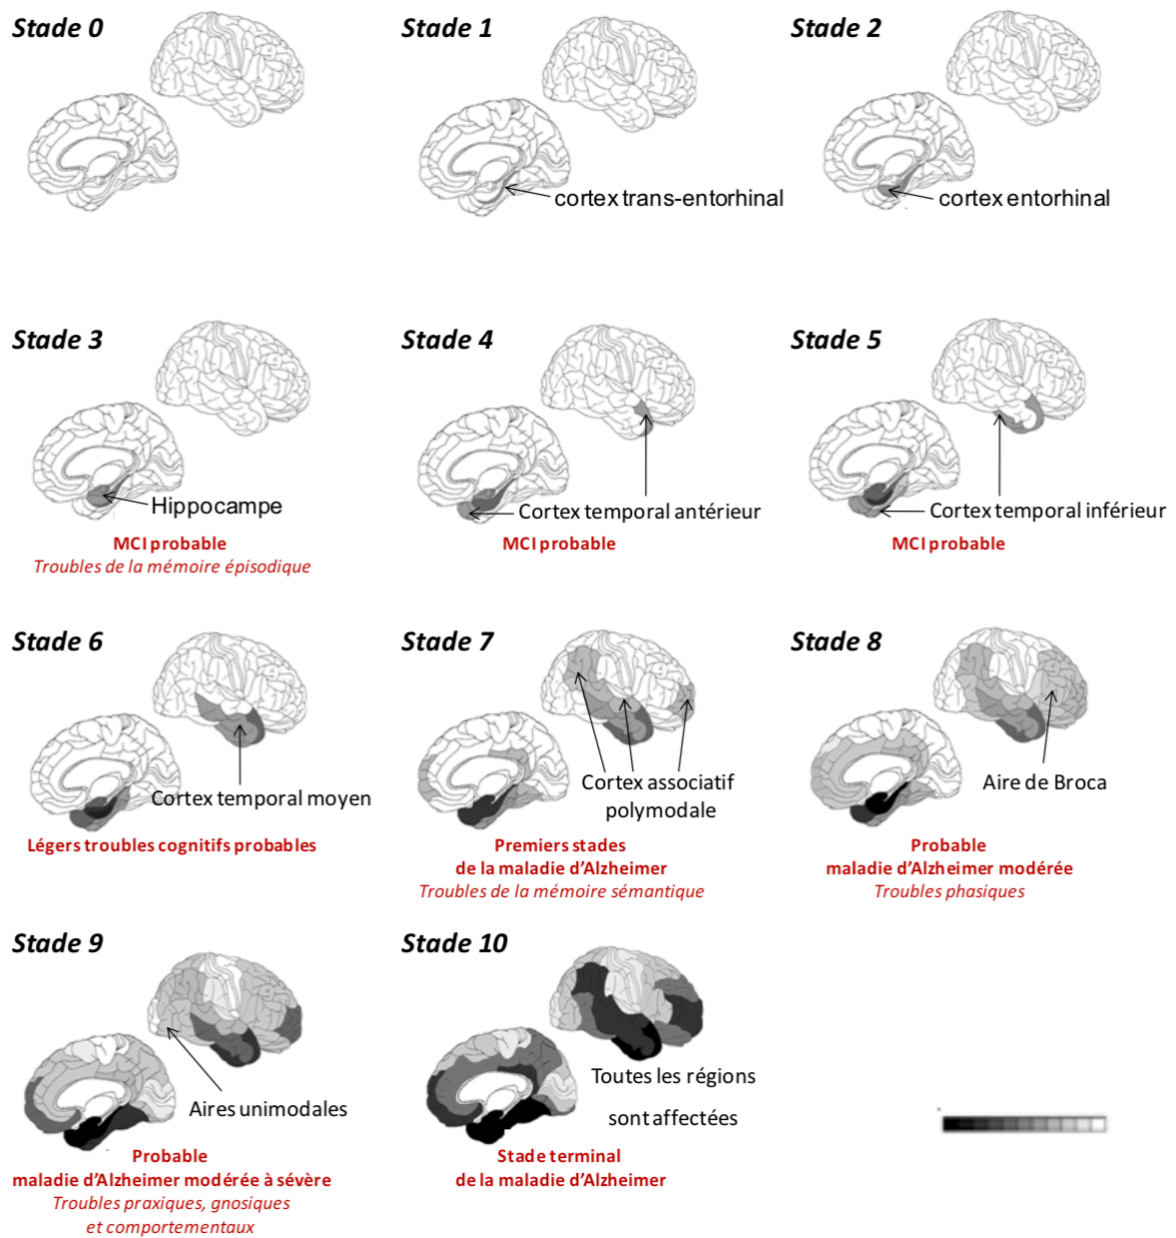 Stade 0
Stade 1
Stade 2
cortex trans-entorhinal
cortex entorhinal
Stade 3
Stade 4
Stade 5
Hippocampe
Cortex temporal antérieur
Cortex temporal inférieur
MCI probable
Troubles de la mémoire épisodique
MCI probable
MCI probable
Stade 6
Stade 7
Stade 8
Cortex temporal moyen
Cortex associatif
polymodale
Aire de Broca
Légers troubles cognitifs probables
Premiers stades
de la maladie d'Alzheimer
Troubles de la mémoire sémantique
Probable
maladie d'Alzheimer modérée
Troubles phasiques
Stade 9
Stade 10
Aires unimodales
Toutes les régions
sont affectées
Probable
maladie d'Alzheimer modérée à sévère
Troubles praxiques, gnosiques
et comportementaux
Stade terminal
de la maladie d'Alzheimer